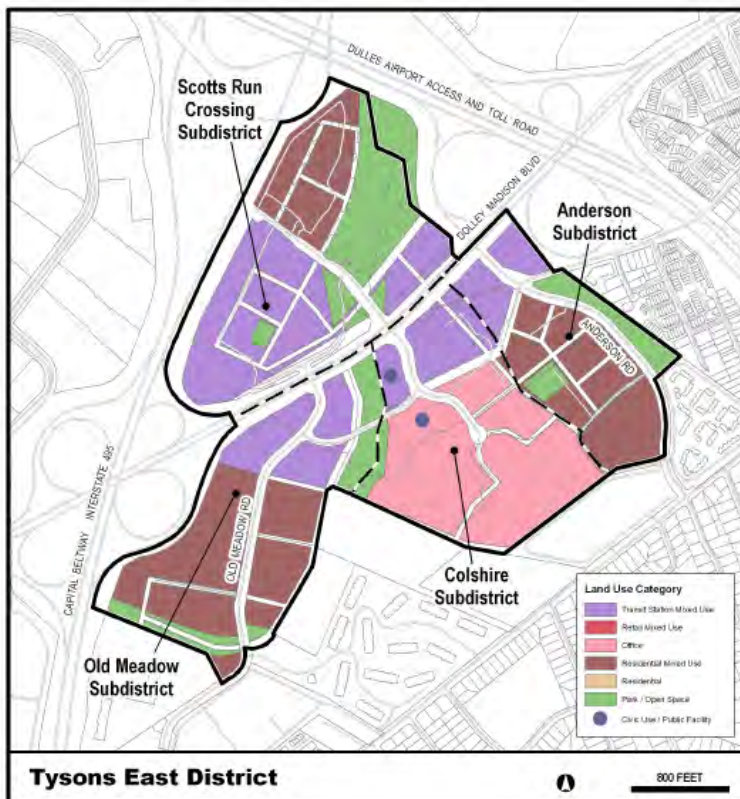 DULLES AIRPORT ACCESS AND TOLL ROAD
Scotts Run
Crossing
Subdistrict
DOLLEY MADISON BLVD
Anderson
Subdistrict
ANDERSON RD
CAPITAL BELTWAY INTERSTATE 495
OLD MEADOW RD
Colshire
Subdistrict
Old Meadow
Subdistrict
Land Use Category
Transit Station Mixed Use
Retail Mixed Use
Office
Residential Mixed Use
Residential
Park / Open Space
Civic Use / Public Facility
Tysons East District
800 FEET